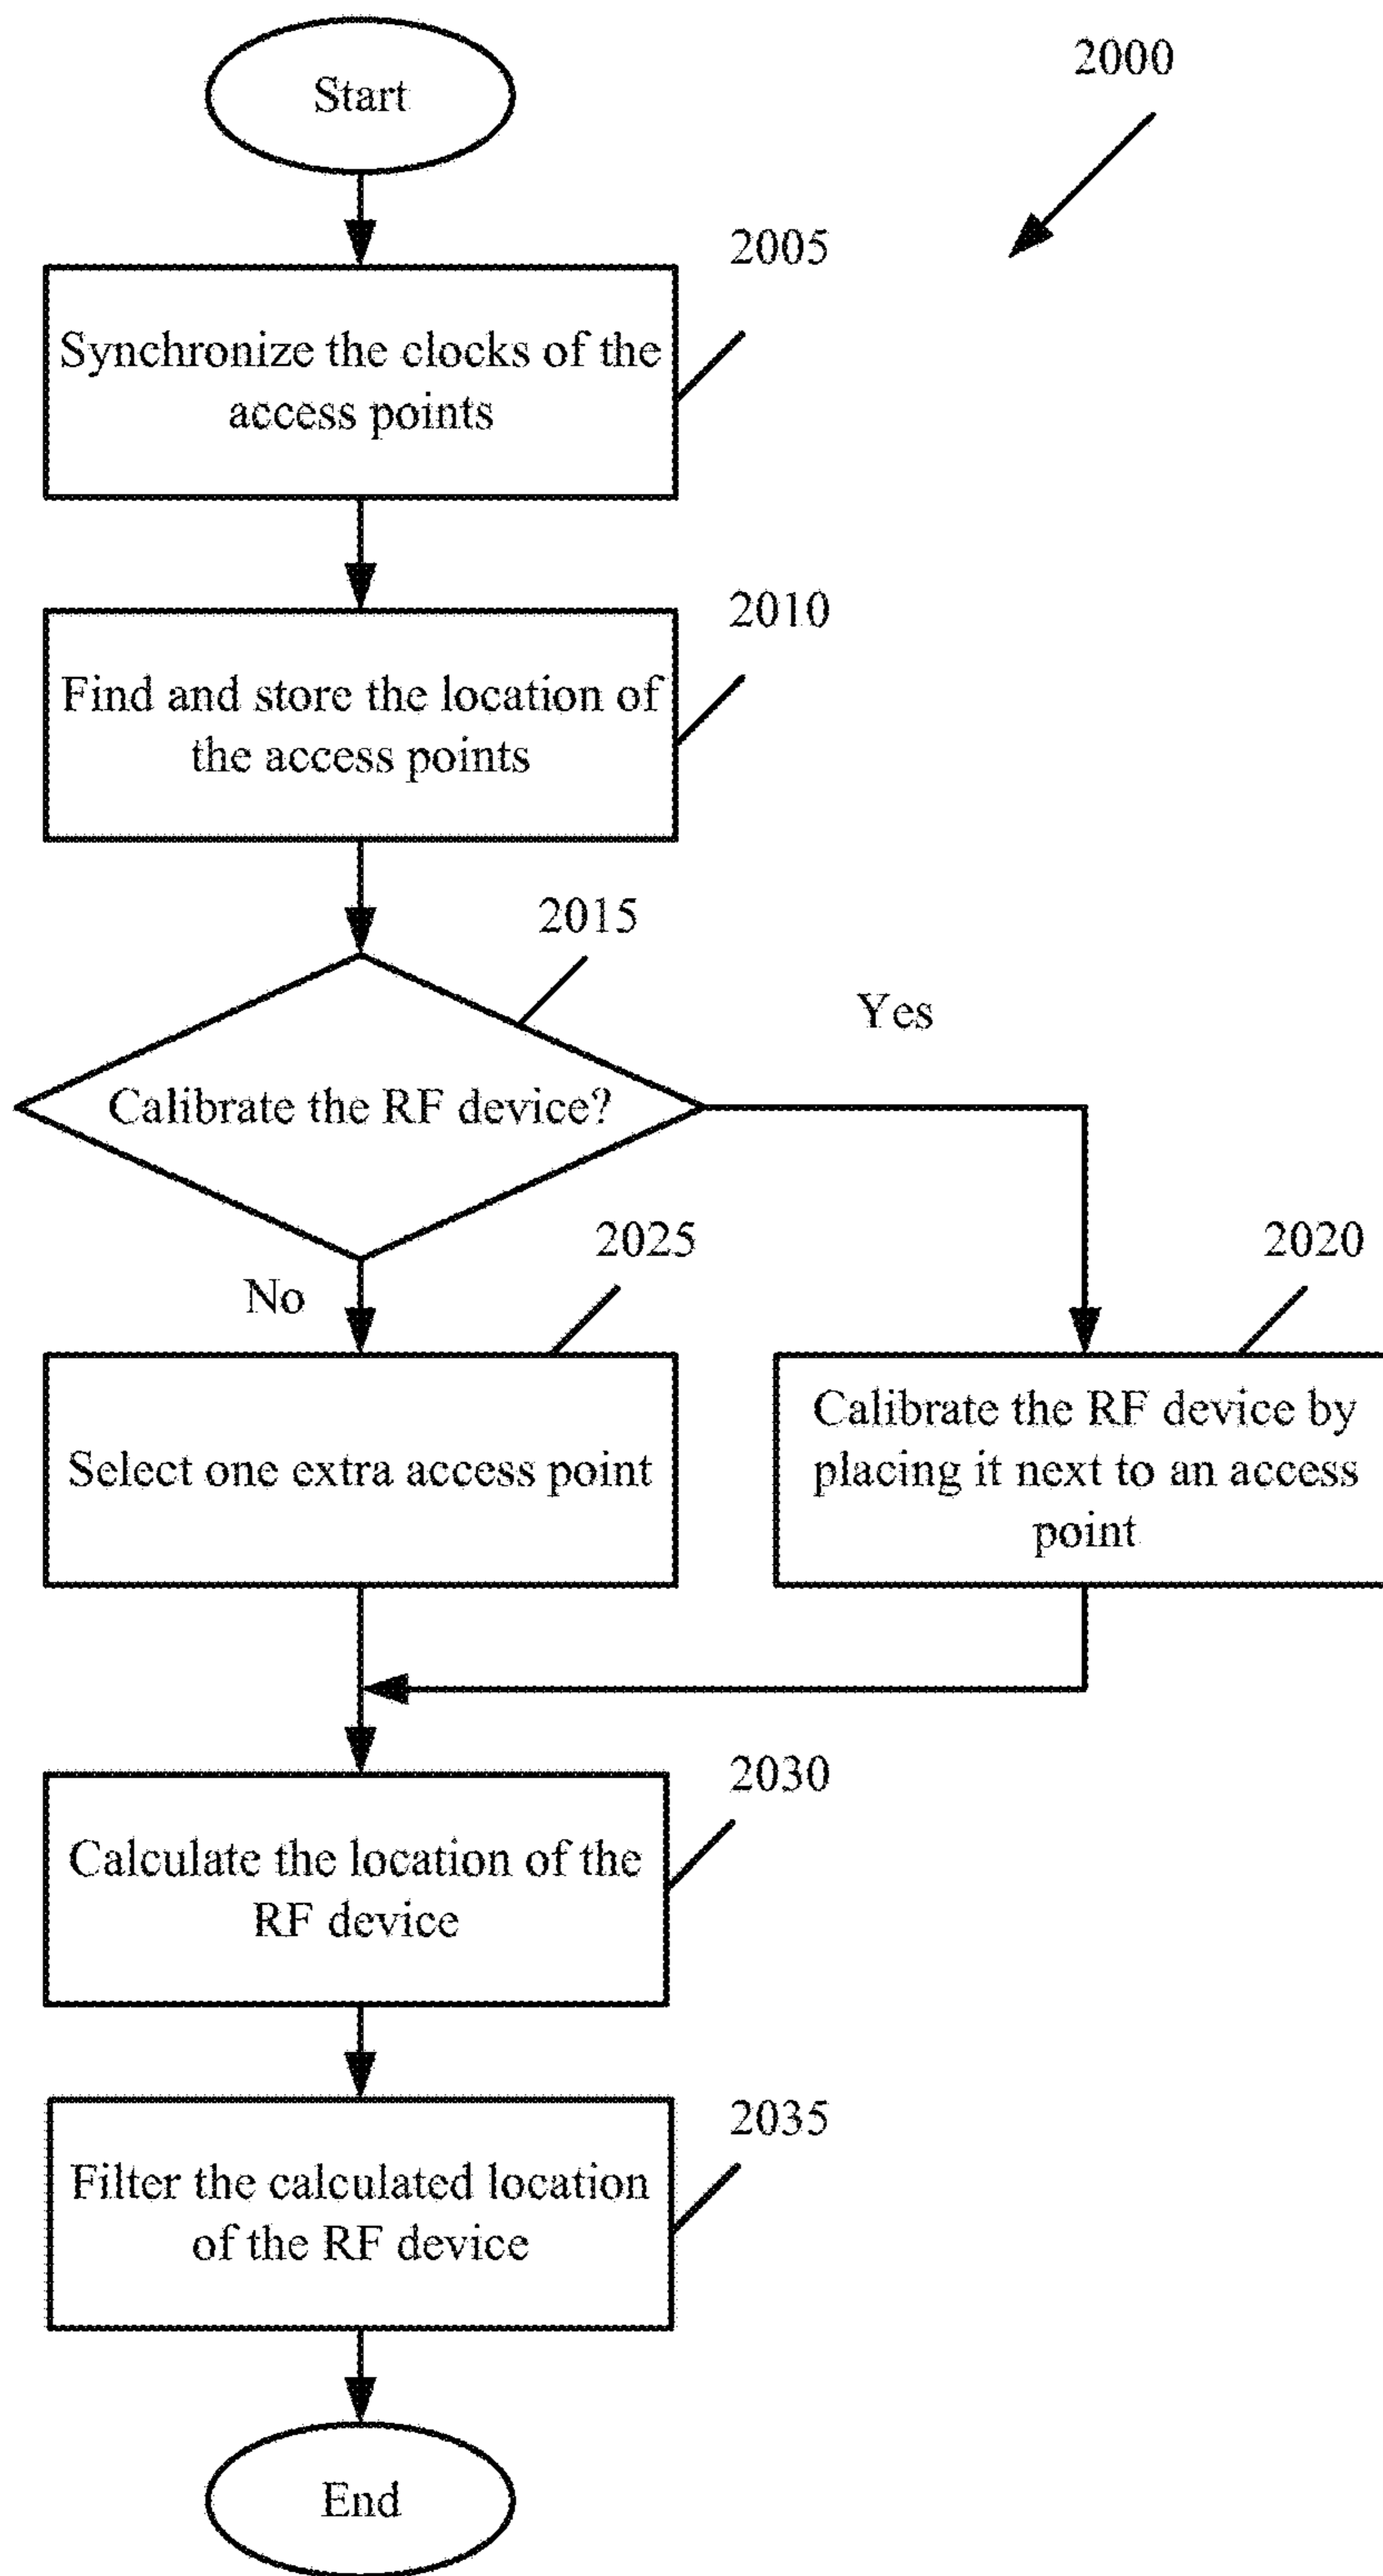 Start
2000
2005
Synchronize the clocks of the
access points
2010
Find and store the location of
the access points
2015
Calibrate the RF device?
Yes
No
2025
Select one extra access point
2020
Calibrate the RF device by
placing it next to an access
point
2030
Calculate the location of the
RF device
2035
Filter the calculated location
of the RF device
End